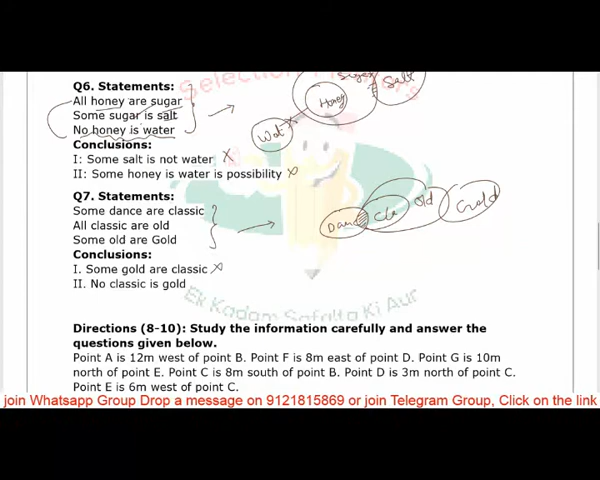 Selection
Q6. Statements:
All honey are sugar
Some sugar is salt
No honey is water
Conclusions:
I: Some salt is not water
II: Some honey is water is possibility
Sugar
Salt
Honey
Wat
Q7. Statements:
Some dance are classic
All classic are old
Some old are Gold
Conclusions:
I. Some gold are classic
II. No classic is gold
Danc
Cla
Old
Gold
Ek Kadam Safalta Ki Aur
Directions (8-10): Study the information carefully and answer the
questions given below.
Point A is 12m west of point B. Point F is 8m east of point D. Point G is 10m
north of point E. Point C is 8m south of point B. Point D is 3m north of point C.
Point E is 6m west of point C.
join Whatsapp Group Drop a message on 9121815869 or join Telegram Group, Click on the link